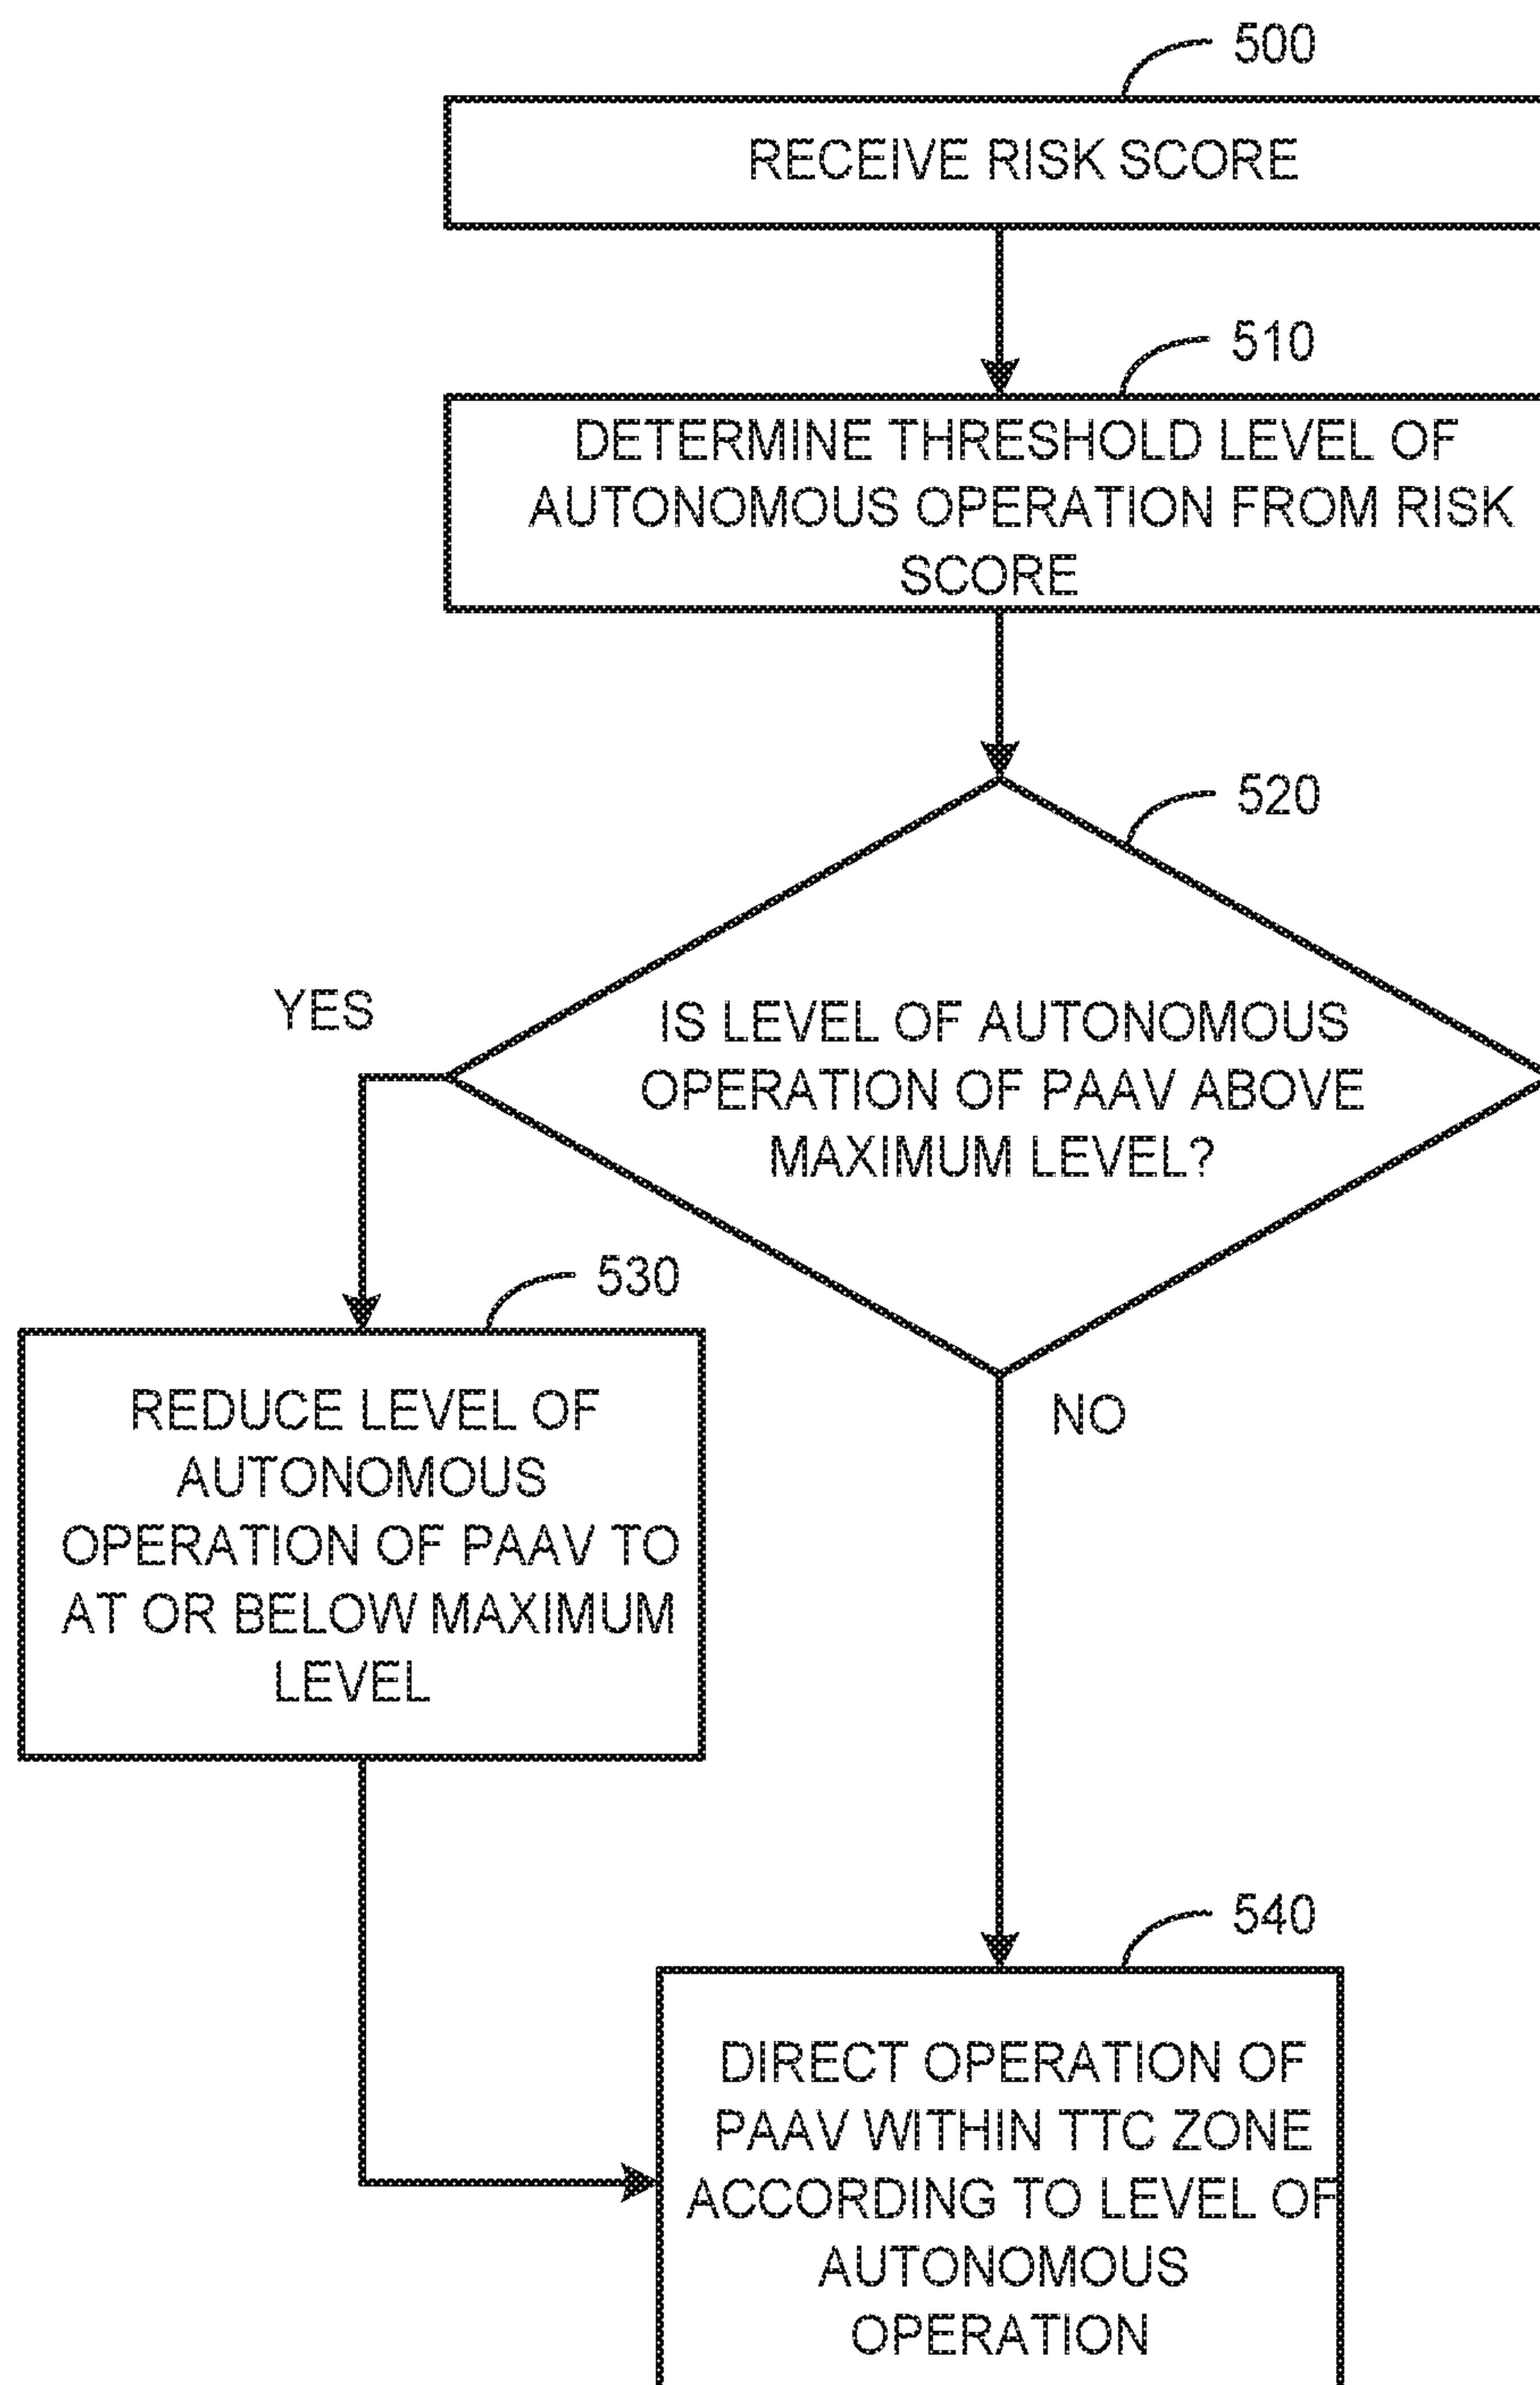 500
RECEIVE RISK SCORE
510
DETERMINE THRESHOLD LEVEL OF
AUTONOMOUS OPERATION FROM RISK
SCORE
520
IS LEVEL OF AUTONOMOUS
OPERATION OF PAAV ABOVE
MAXIMUM LEVEL?
YES
NO
530
REDUCE LEVEL OF
AUTONOMOUS
OPERATION OF PAAV TO
AT OR BELOW MAXIMUM
LEVEL
540
DIRECT OPERATION OF
PAAV WITHIN TTC ZONE
ACCORDING TO LEVEL OF
AUTONOMOUS
OPERATION